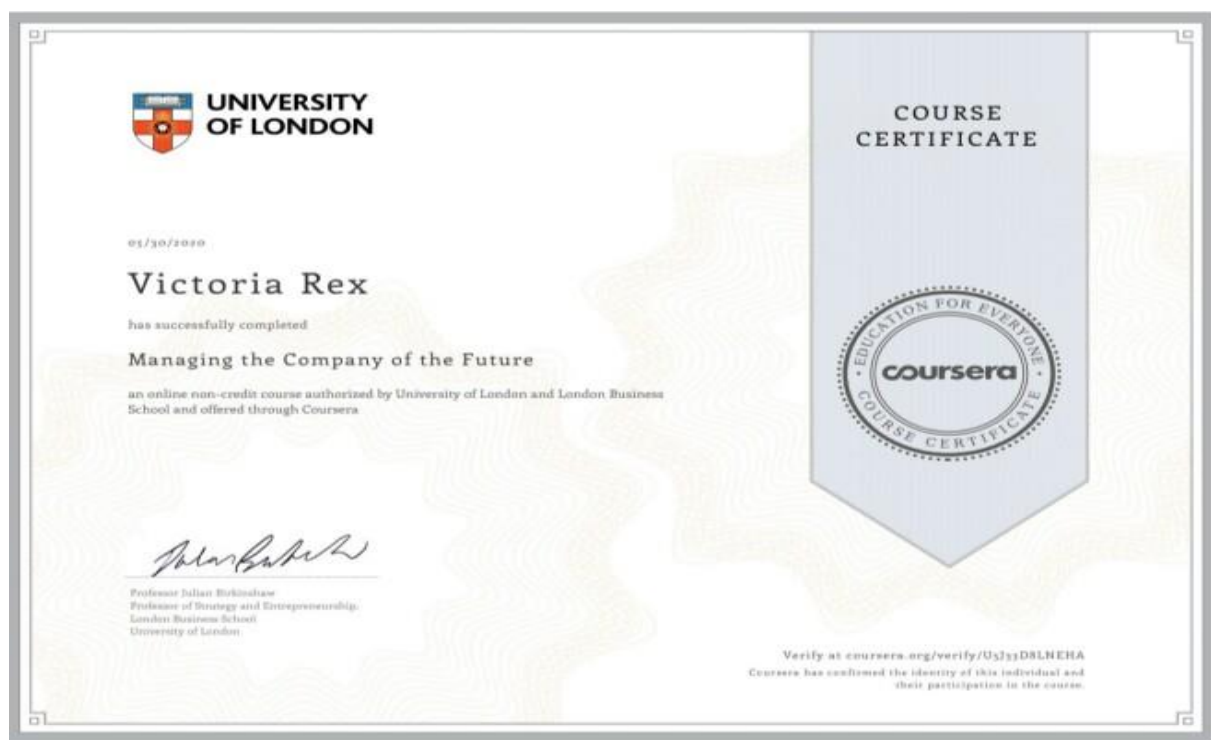 UNIVERSITY
OF LONDON
COURSE
CERTIFICATE
05/30/2020
Victoria Rex
has successfully completed
Managing the Company of the Future
an online non-credit course authorized by University of London and London Business
School and offered through Coursera
EDUCATION FOR EVERYONE
coursera
COURSE CERTIFICATE
Professor Julian Birkinshaw
Professor of Strategy and Entrepreneurship,
London Business School
University of London
Verify at coursera.org/verify/U5J33D8LNEHA
Coursera has confirmed the identity of this individual and
their participation in the course.